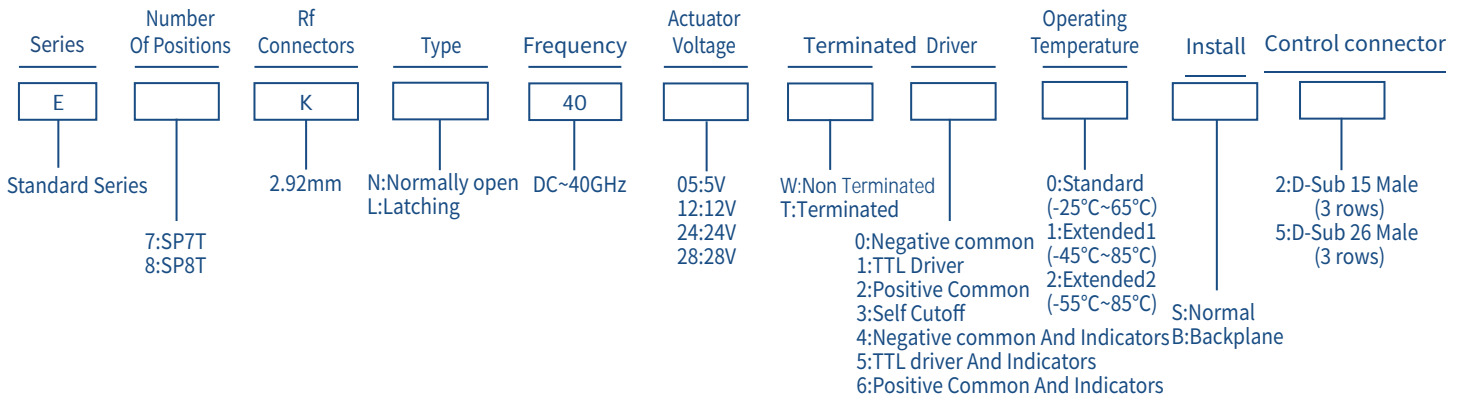 Series
Number
Of Positions
Rf
Connectors
Type
Frequency
Actuator
Voltage
Terminated
Driver
Operating
Temperature
Install
Control connector
E
K
40
Standard Series
7:SP7T
8:SP8T
2.92mm
N:Normally open
L:Latching
DC~40GHz
05:5V
12:12V
24:24V
28:28V
W:Non Terminated
T:Terminated
0:Negative common
1:TTL Driver
2:Positive Common
3:Self Cutoff
4:Negative common And Indicators
5:TTL driver And Indicators
6:Positive Common And Indicators
0:Standard
(-25°C~65°C)
1:Extended1
(-45°C~85°C)
2:Extended2
(-55°C~85°C)
S:Normal
B:Backplane
2:D-Sub 15 Male
(3 rows)
5:D-Sub 26 Male
(3 rows)